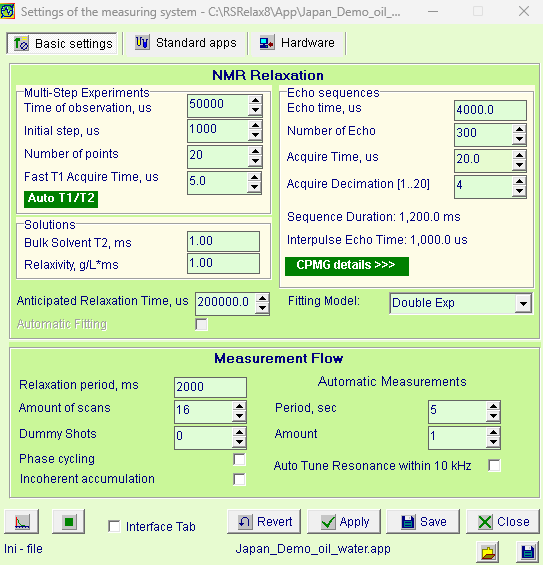 Settings of the measuring system - C:\RSRelax8\App\Japan_Demo_oil_...
Basic settings
Standard apps
Hardware
NMR Relaxation
Multi-Step Experiments
Time of observation, us 50000
Initial step, us 1000
Number of points 20
Fast T1 Acquire Time, us 5.0
Auto T1/T2
Solutions
Bulk Solvent T2, ms 1.00
Relaxivity, g/L*ms 1.00
Echo sequences
Echo time, us 4000.0
Number of Echo 300
Acquire Time, us 20.0
Acquire Decimation [1..20] 4
Sequence Duration: 1,200.0 ms
Interpulse Echo Time: 1,000.0 us
CPMG details >>>
Anticipated Relaxation Time, us 200000.0
Fitting Model: Double Exp
Automatic Fitting
Measurement Flow
Relaxation period, ms 2000
Amount of scans 16
Dummy Shots 0
Phase cycling
Incoherent accumulation
Automatic Measurements
Period, sec 5
Amount 1
Auto Tune Resonance within 10 kHz
Interface Tab
Revert
Apply
Save
Close
Ini - file
Japan_Demo_oil_water.app